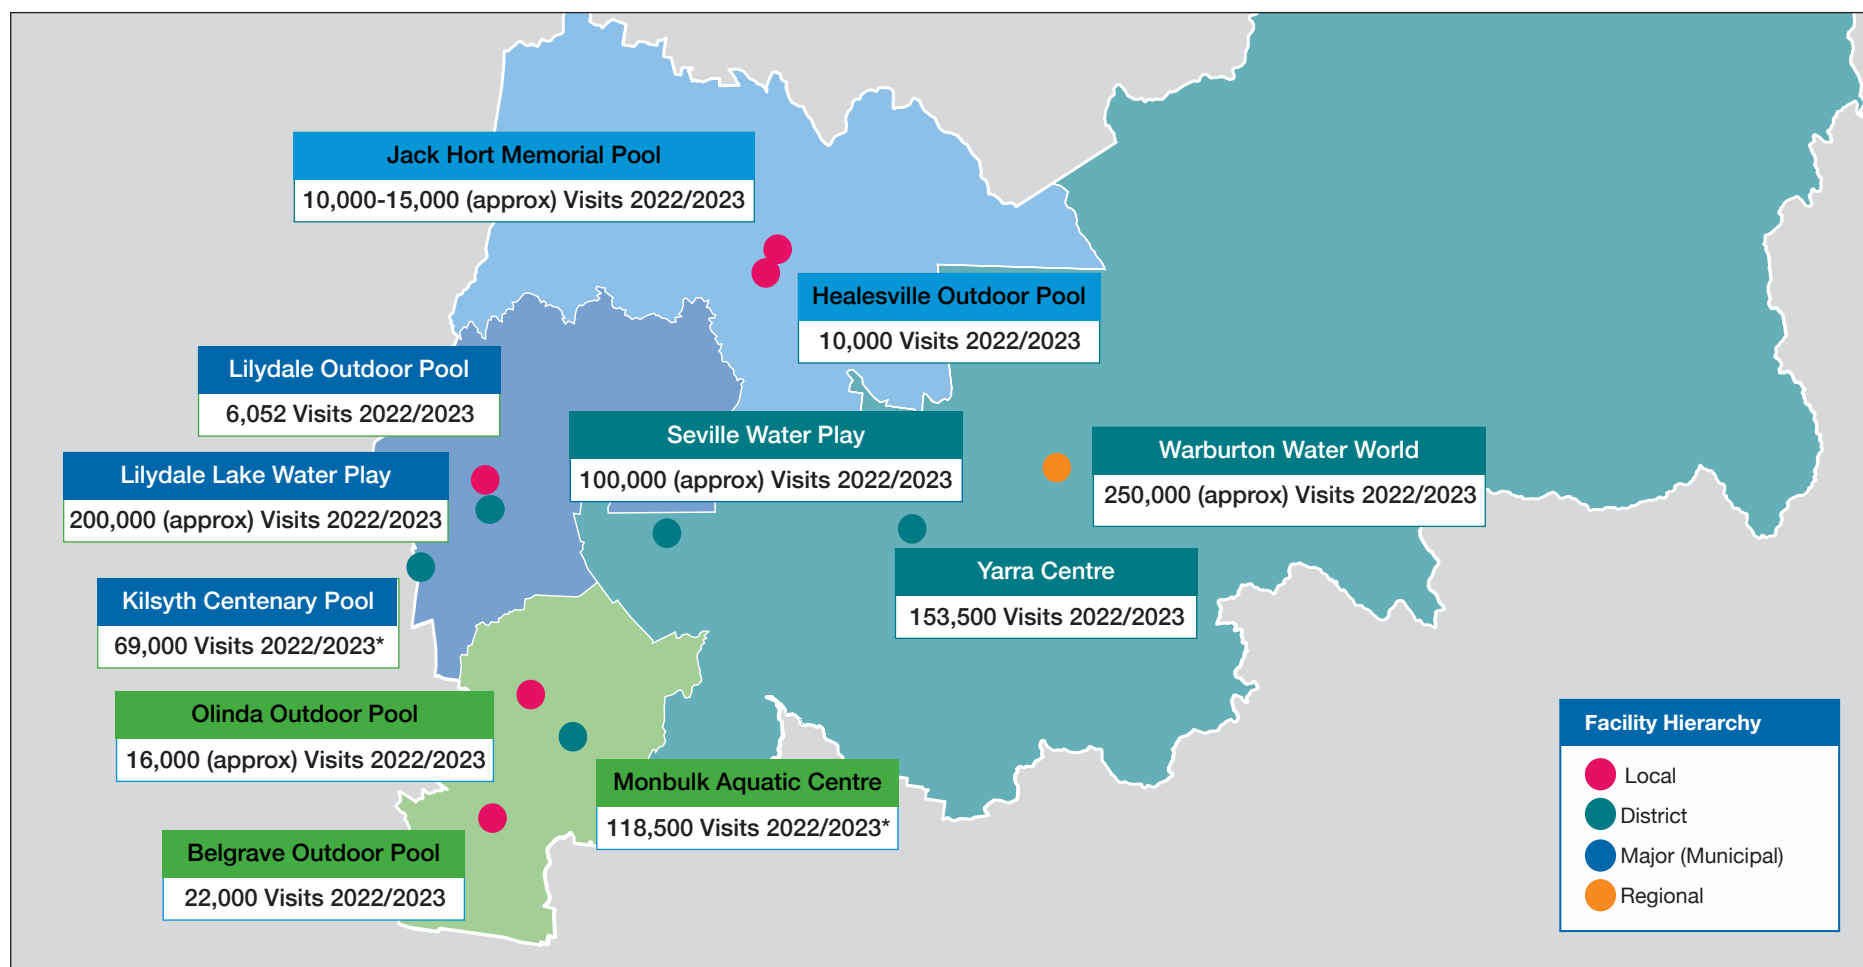 Jack Hort Memorial Pool
10,000-15,000 (approx) Visits 2022/2023
Healesville Outdoor Pool
10,000 Visits 2022/2023
Lilydale Outdoor Pool
6,052 Visits 2022/2023
Seville Water Play
100,000 (approx) Visits 2022/2023
Warburton Water World
250,000 (approx) Visits 2022/2023
Lilydale Lake Water Play
200,000 (approx) Visits 2022/2023
Yarra Centre
153,500 Visits 2022/2023
Kilsyth Centenary Pool
69,000 Visits 2022/2023*
Olinda Outdoor Pool
16,000 (approx) Visits 2022/2023
Monbulk Aquatic Centre
118,500 Visits 2022/2023*
Belgrave Outdoor Pool
22,000 Visits 2022/2023
Facility Hierarchy
Local
District
Major (Municipal)
Regional